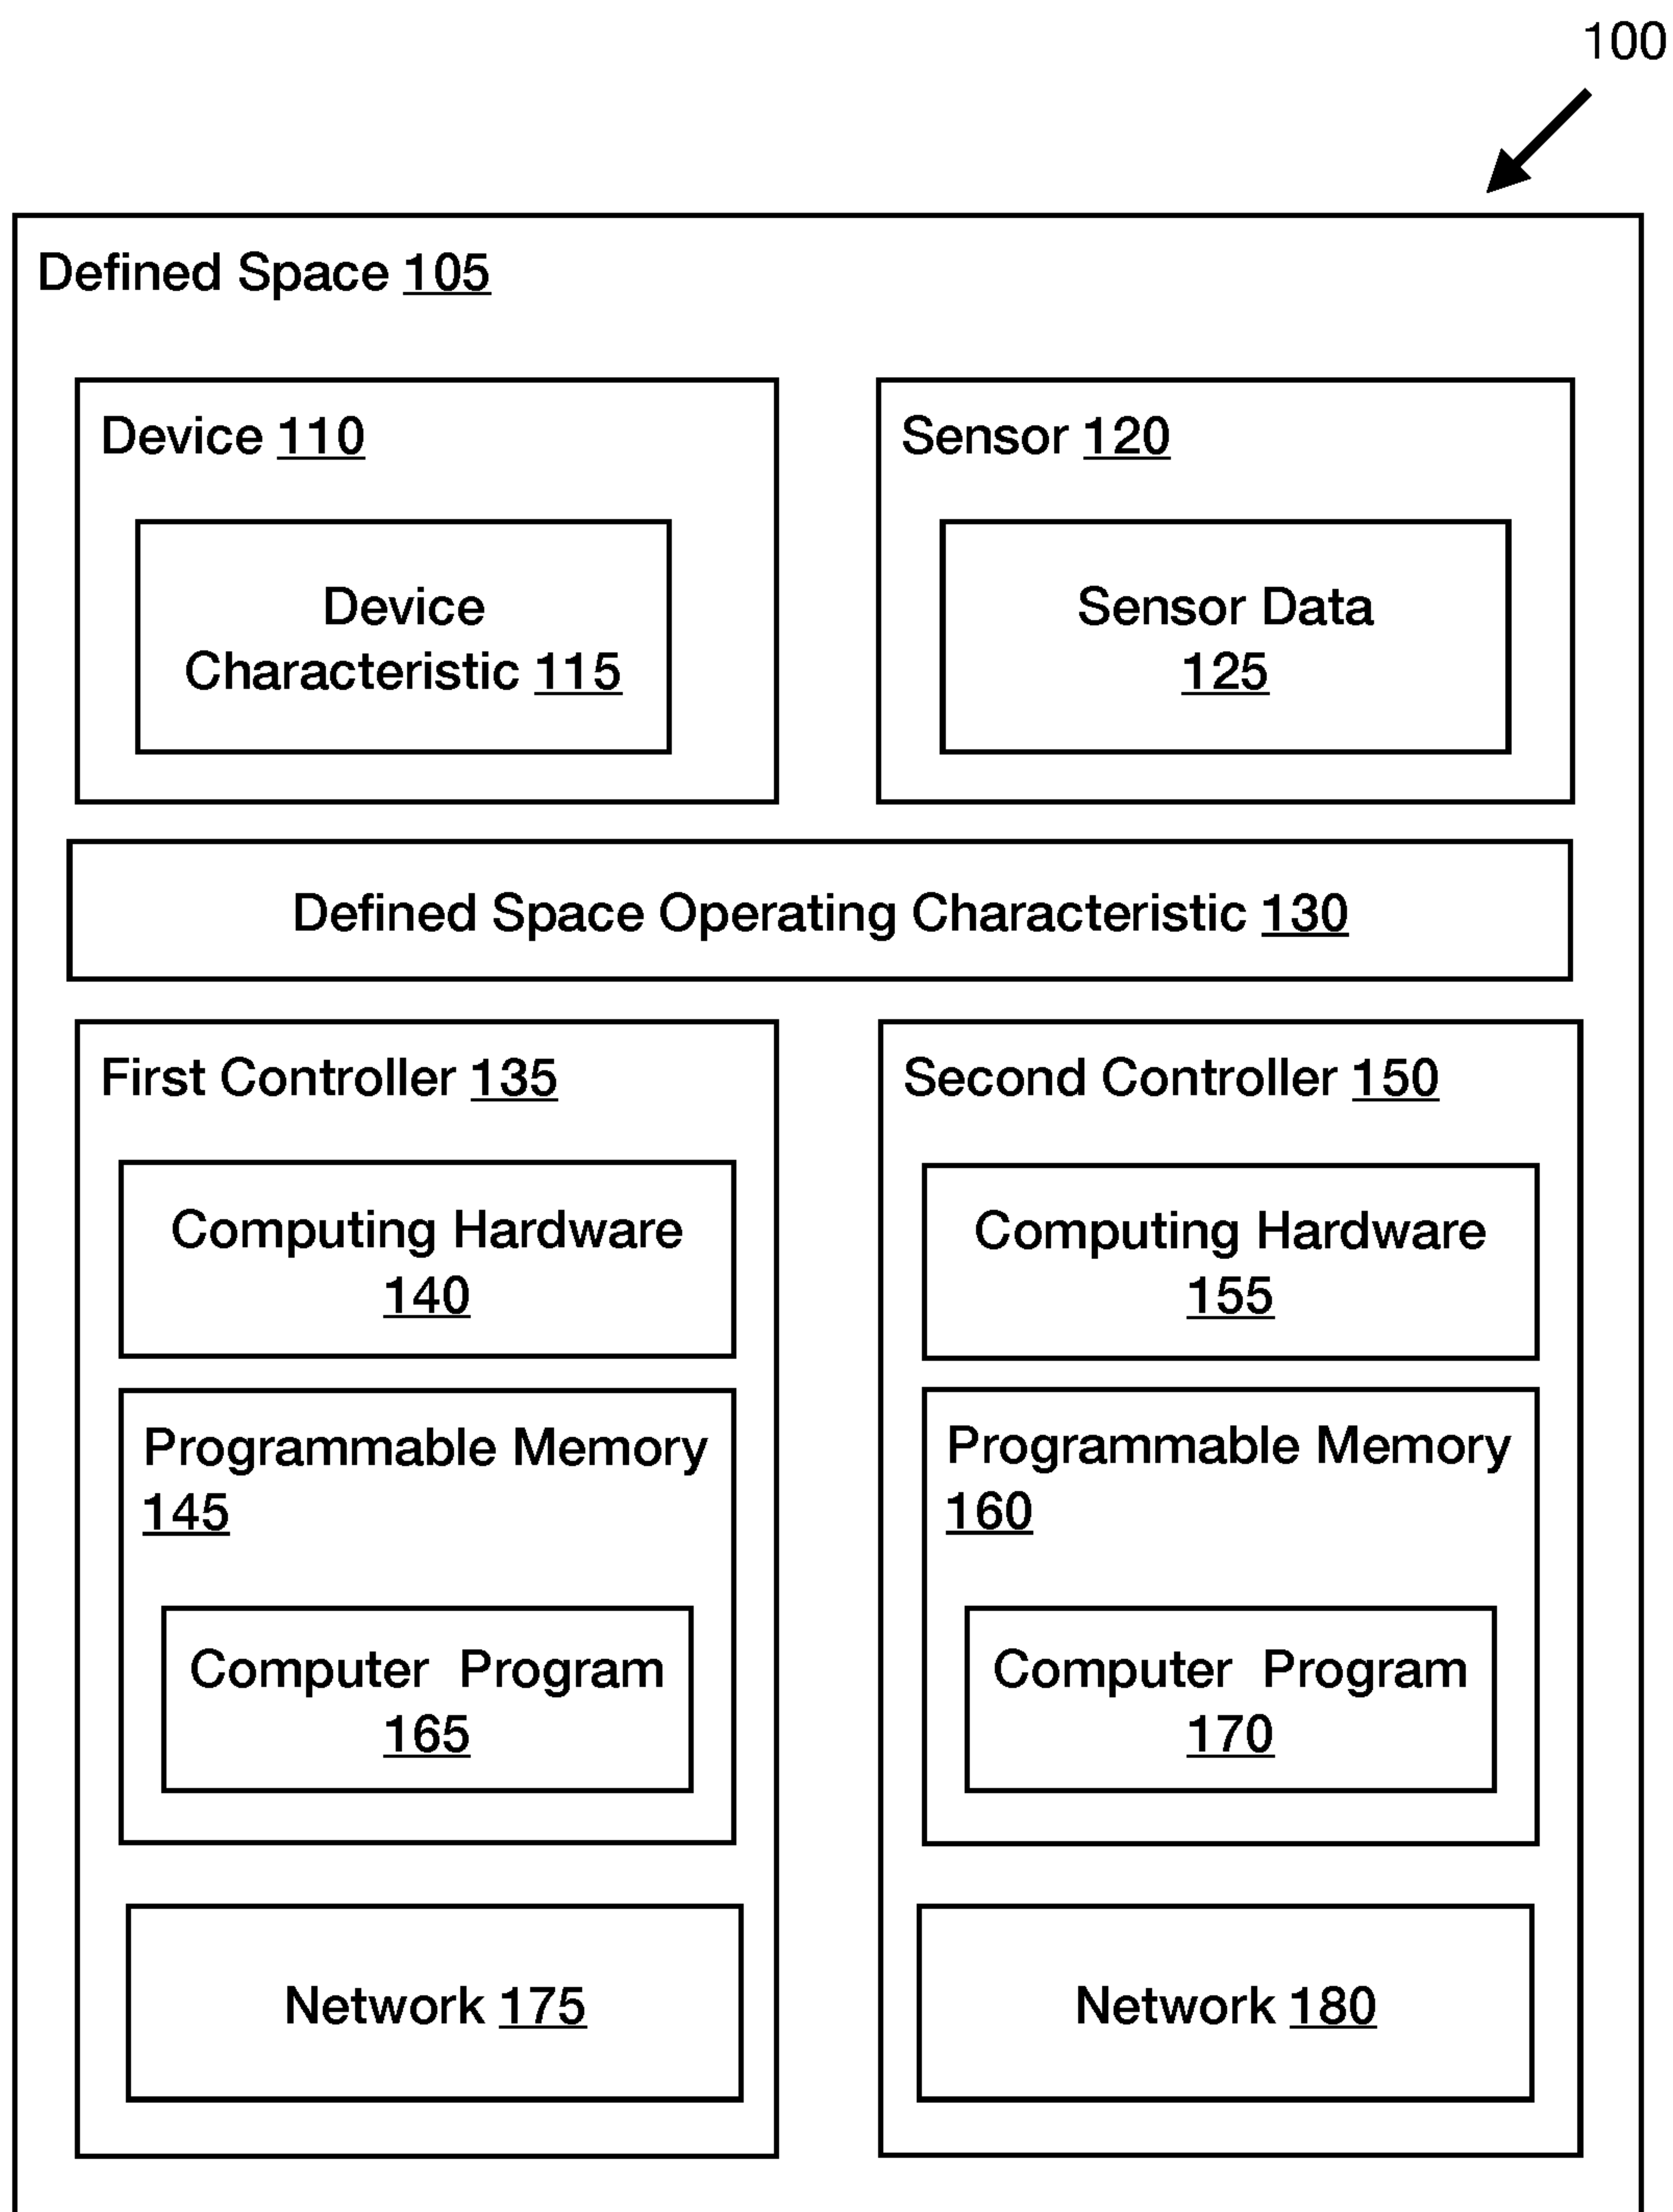 100
Defined Space 105
Device 110
Device
Characteristic 115
Sensor 120
Sensor Data
125
Defined Space Operating Characteristic 130
First Controller 135
Computing Hardware
140
Programmable Memory
145
Computer Program
165
Network 175
Second Controller 150
Computing Hardware
155
Programmable Memory
160
Computer Program
170
Network 180